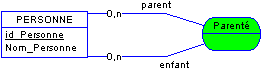 parent
PERSONNE
0,n
Parenté
id_Personne
Nom_Personne
0,n
enfant